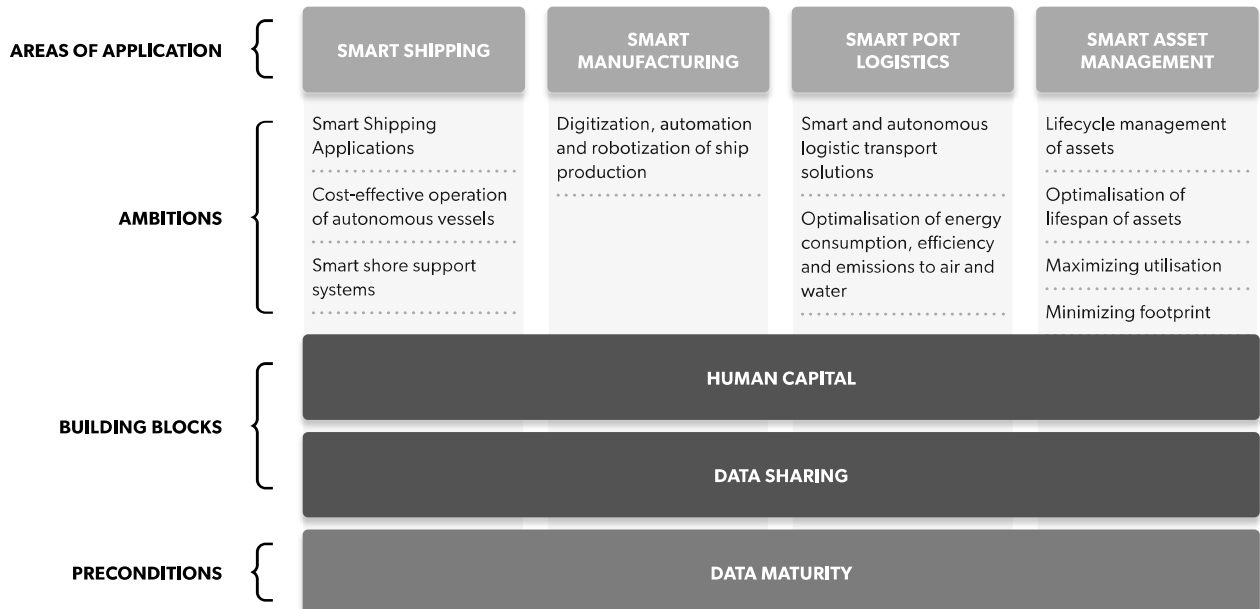 AREAS OF APPLICATION
SMART SHIPPING
SMART
MANUFACTURING
SMART PORT
LOGISTICS
SMART ASSET
MANAGEMENT
AMBITIONS
Smart Shipping
Applications
Cost-effective operation
of autonomous vessels
Smart shore support
systems
Digitization, automation
and robotization of ship
production
Smart and autonomous
logistic transport
solutions
Optimalisation of energy
consumption, efficiency
and emissions to air and
water
Lifecycle management
of assets
Optimalisation of
lifespan of assets
Maximizing utilisation
Minimizing footprint
BUILDING BLOCKS
HUMAN CAPITAL
DATA SHARING
PRECONDITIONS
DATA MATURITY